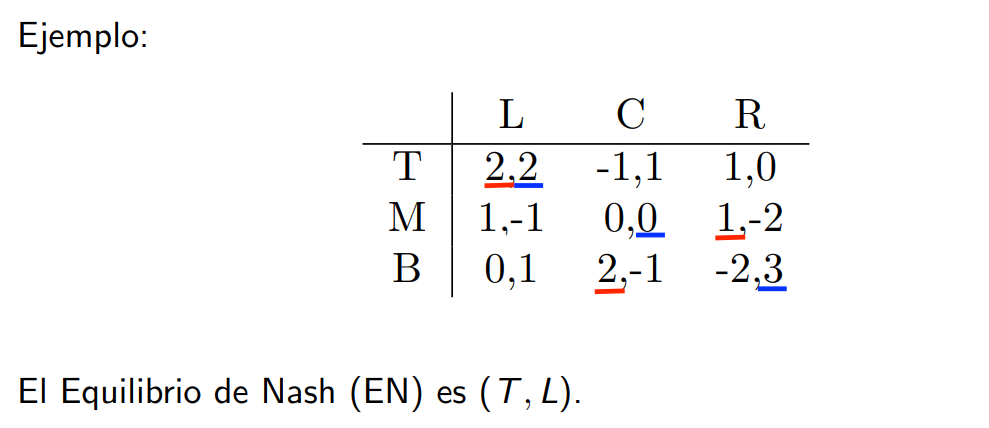 Ejemplo:
L C R
T 2,2 -1,1 1,0
M 1,-1 0,0 1,-2
B 0,1 2,-1 -2,3
El Equilibrio de Nash (EN) es (T, L).